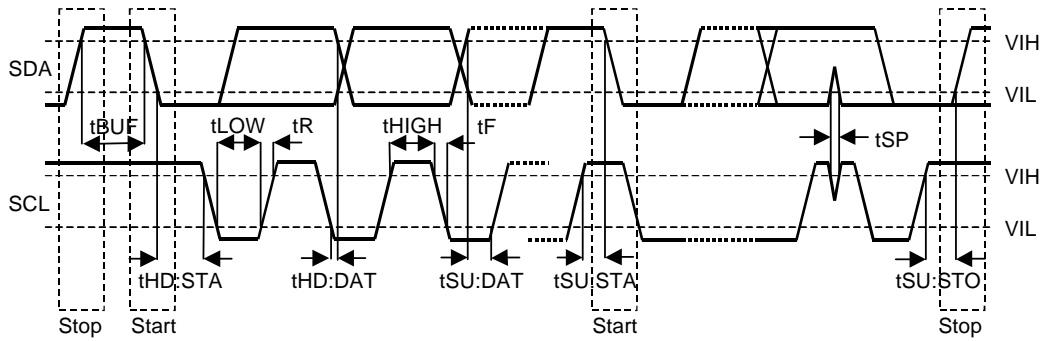 VIH
SDA
VIL
tBUF tLOW tR tHIGH tF tSP
VIH
SCL
VIL
tHD:STA tHD:DAT tSU:DAT tSU:STA tSU:STO
Stop Start Start Stop